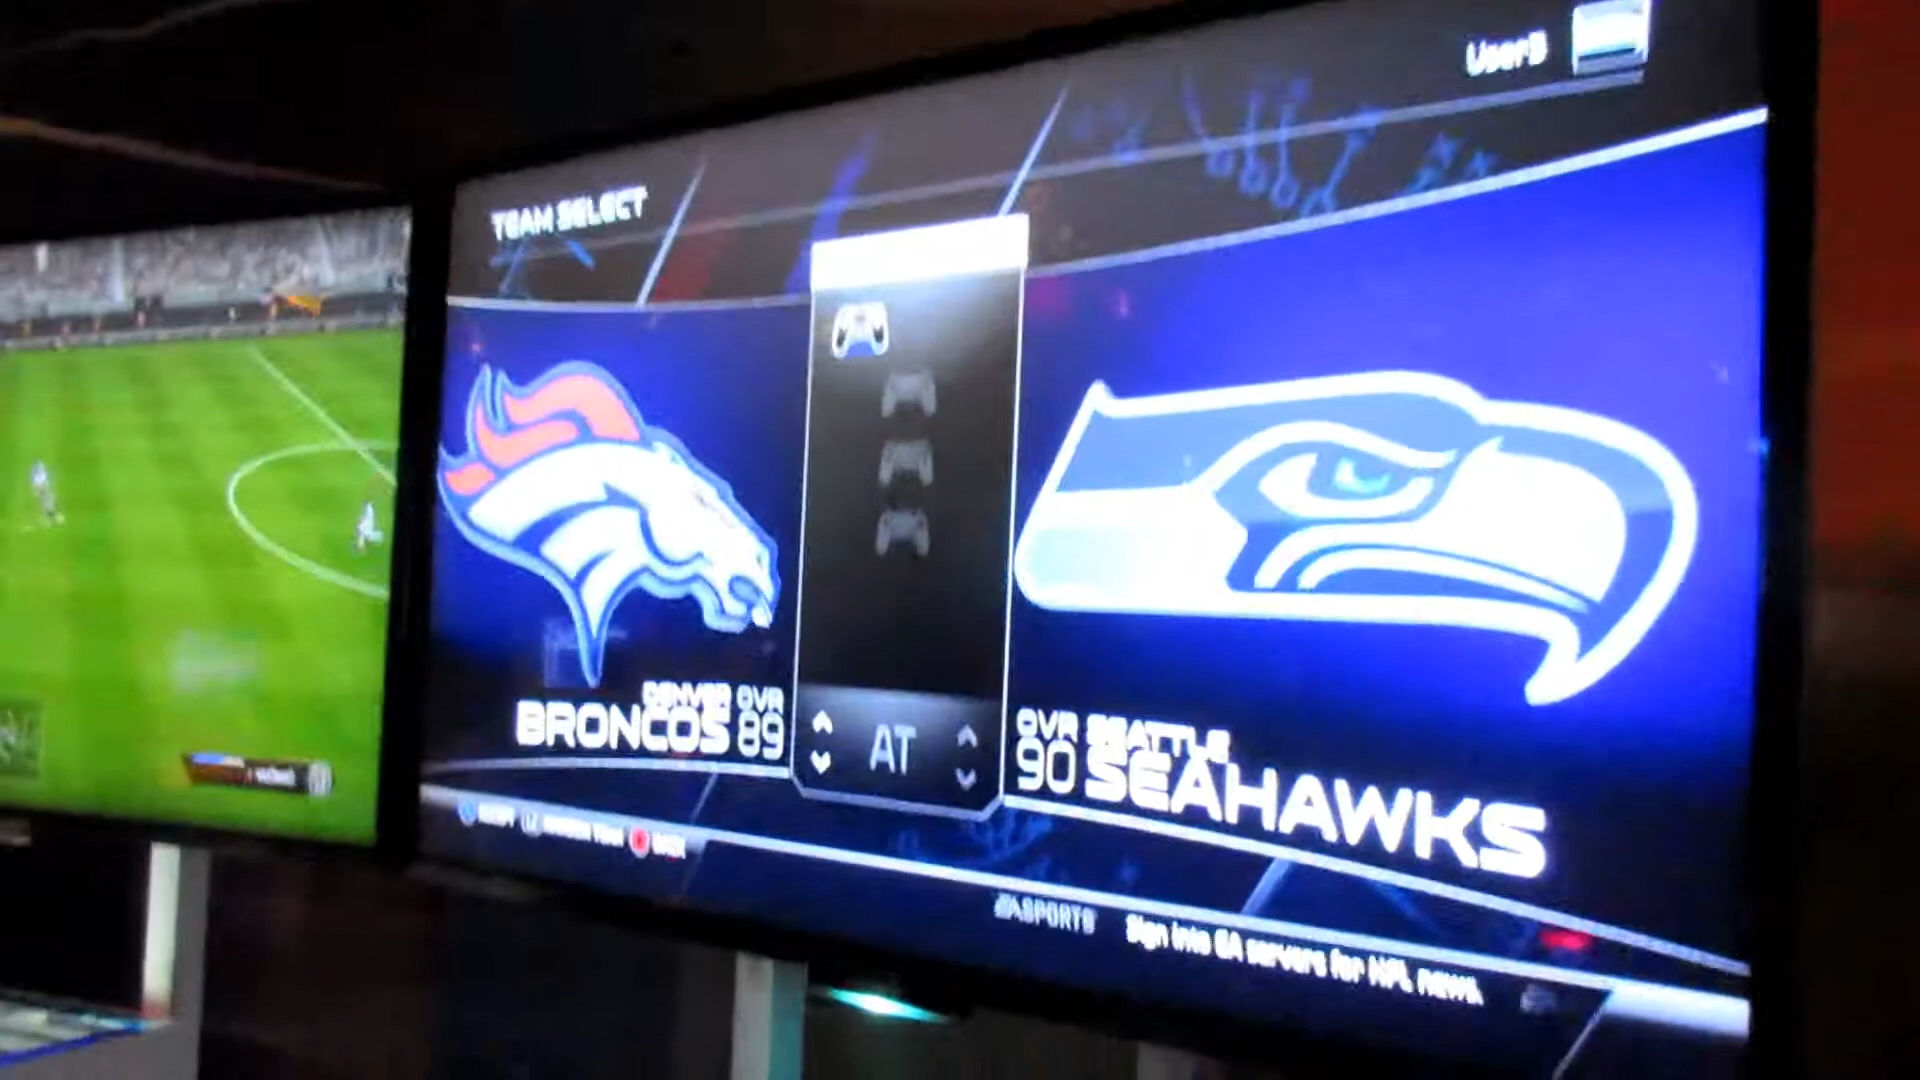 User3
TEAM SELECT
DENVER OVR
BRONCOS 89
AT
OVR SEATTLE
90 SEAHAWKS
BACK
EA SPORTS
Sign into EA servers for NFL news.